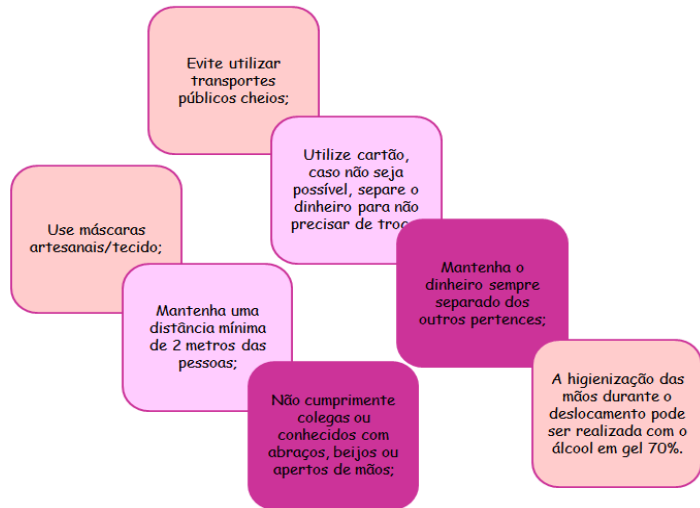 Evite utilizar
transportes
públicos cheios;
Utilize cartão,
caso não seja
possível, separe o
dinheiro para não
precisar de
Mantenha o
dinheiro sempre
separado dos
outros pertences;
A higienização das
mãos durante o
deslocamento pode
ser realizada com o
álcool em gel 70%.
Use máscaras
artesanais/tecido;
Mantenha uma
distância mínima
de 2 metros das
pessoas;
Não cumprimente
colegas ou
conhecidos com
abraços, beijos ou
apertos de mãos;